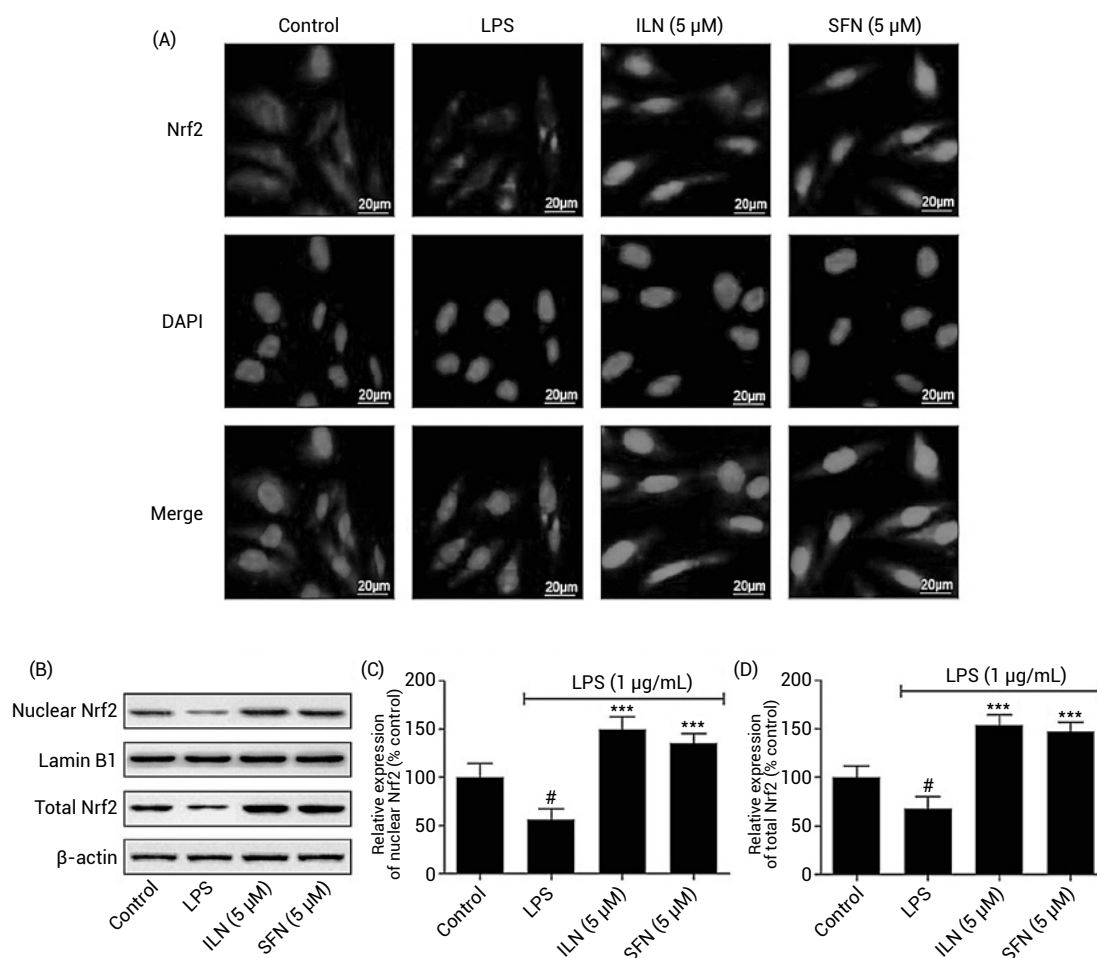 (A)
Control LPS ILN (5 μM) SFN (5 μM)
Nrf2
20μm 20μm 20μm 20μm
DAPI
20μm 20μm 20μm 20μm
Merge
20μm 20μm 20μm 20μm
(B)
Nuclear Nrf2
Lamin B1
Total Nrf2
β-actin
Control LPS ILN (5 μM) SFN (5 μM)
(C)
Relative expression
of nuclear Nrf2 (% control)
200
150
100
50
0
LPS (1 μg/mL)
#
***
***
Control LPS ILN (5 μM) SFN (5 μM)
(D)
Relative expression
of total Nrf2 (% control)
200
150
100
50
0
LPS (1 μg/mL)
#
***
***
Control LPS ILN (5 μM) SFN (5 μM)